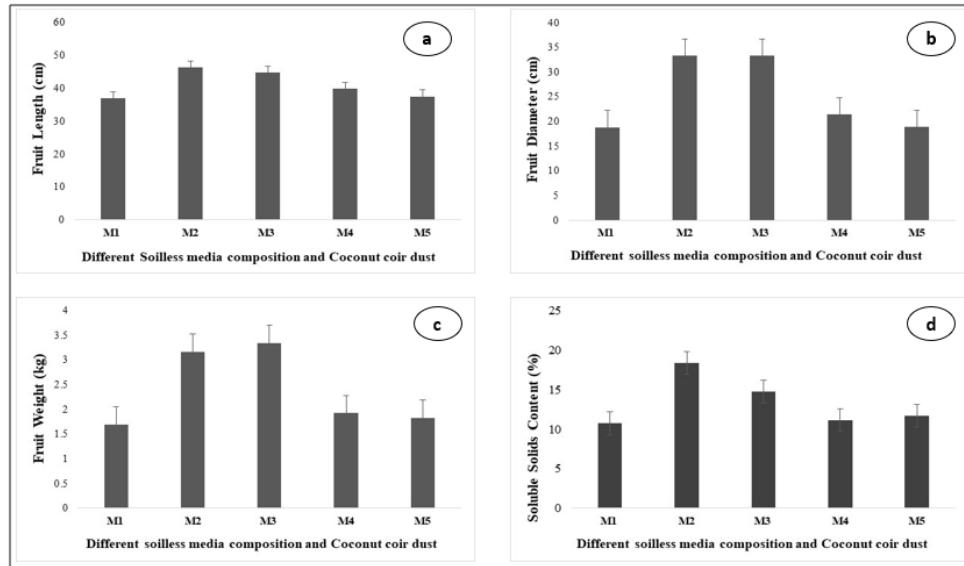 a
Fruit Length (cm)
60
50
40
30
20
10
0
M1 M2 M3 M4 M5
Different Soilless media composition and Coconut coir dust
b
Fruit Diameter (cm)
40
35
30
25
20
15
10
5
0
M1 M2 M3 M4 M5
Different soilless media composition and Coconut coir dust
c
Fruit Weight (kg)
4
3.5
3
2.5
2
1.5
1
0.5
0
M1 M2 M3 M4 M5
Different soilless media composition and Coconut coir dust
d
Soluble Solids Content (%)
25
20
15
10
5
0
M1 M2 M3 M4 M5
Different soilless media composition and Coconut coir dust